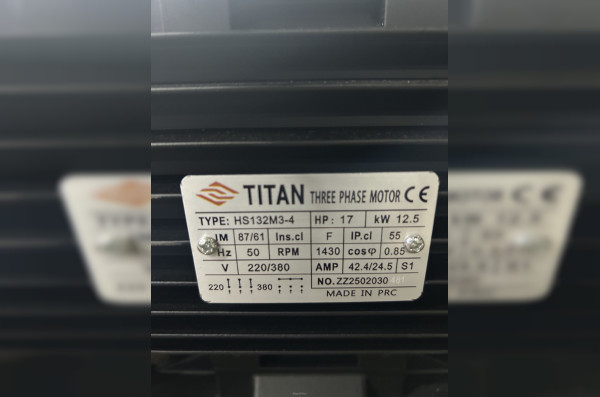 TITAN THREE PHASE MOTOR CE
TYPE: HS132M3-4 HP: 17 kW 12.5
IM 87/61 Ins.cl F IP.cl 55
Hz 50 RPM 1430 cosφ 0.85
V 220/380 AMP 42.4/24.5 S1
220 380 NO.ZZ2502030
MADE IN PRC